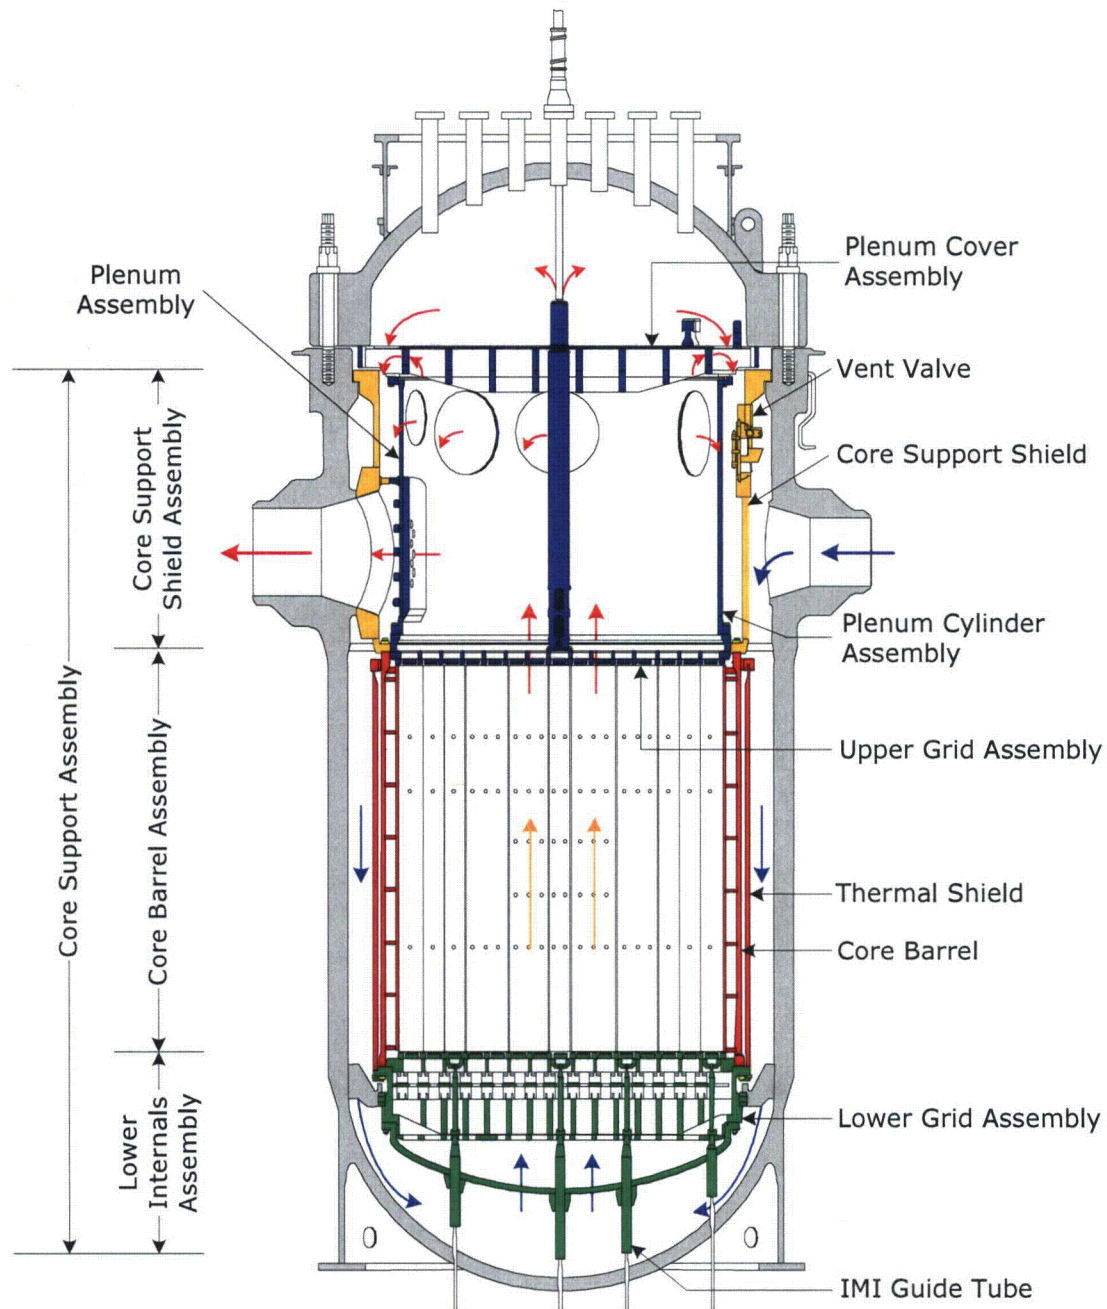 Plenum
Assembly
Plenum Cover
Assembly
Vent Valve
Core Support Shield
Core Support
Shield Assembly
Plenum Cylinder
Assembly
Upper Grid Assembly
Core Support Assembly
Core Barrel Assembly
Thermal Shield
Core Barrel
Lower
Internals
Assembly
Lower Grid Assembly
IMI Guide Tube